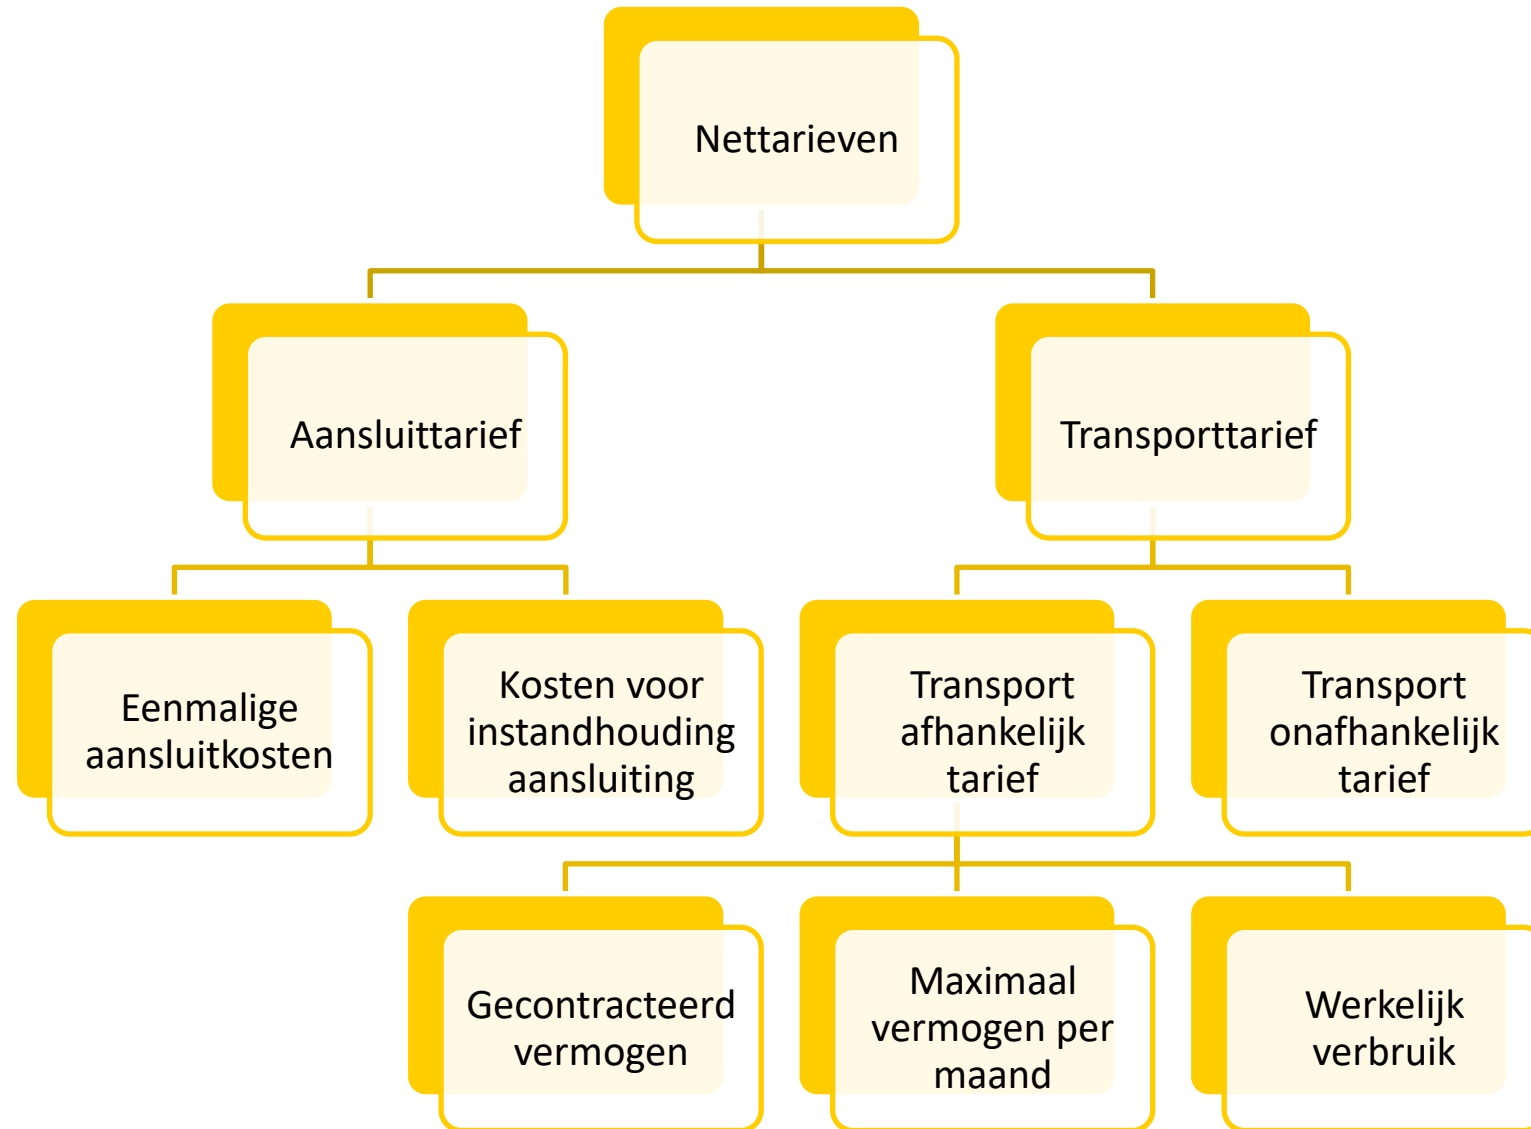 Nettarieven
Aansluittarief
Transporttarief
Eenmalige
aansluitkosten
Kosten voor
instandhouding
aansluiting
Transport
afhankelijk
tarief
Transport
onafhankelijk
tarief
Gecontracteerd
vermogen
Maximaal
vermogen per
maand
Werkelijk
verbruik